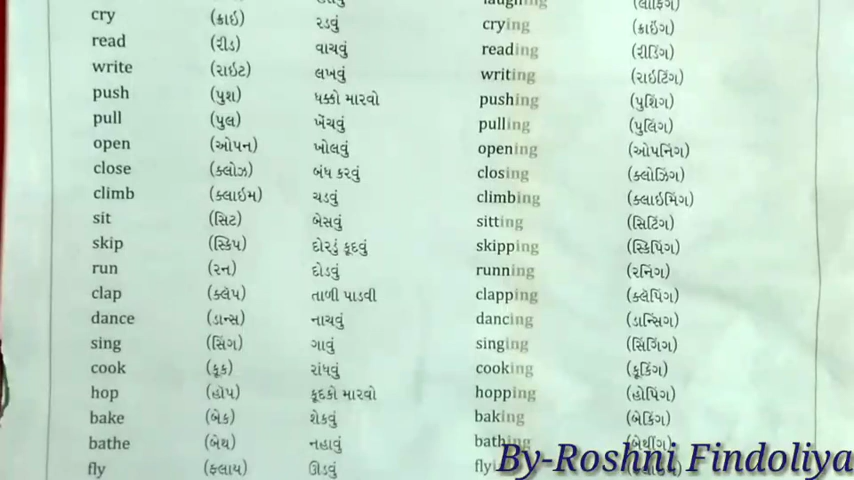 laughing (લાફિંગ)
cry (ક્રાઇ) રડવું crying (ક્રાઇંગ)
read (રીડ) વાચવું reading (રીડિંગ)
write (રાઇટ) લખવું writing (રાઇટિંગ)
push (પુશ) ધક્કો મારવો pushing (પુશિંગ)
pull (પુલ) ખેંચવું pulling (પુલિંગ)
open (ઓપન) ખોલવું opening (ઓપનિંગ)
close (ક્લોઝ) બંધ કરવું closing (ક્લોઝિંગ)
climb (ક્લાઇમ) ચડવું climbing (ક્લાઇમિંગ)
sit (સિટ) બેસવું sitting (સિટિંગ)
skip (સ્કિપ) દોરડું કૂદવું skipping (સ્કિપિંગ)
run (રન) દોડવું running (રનિંગ)
clap (ક્લૅપ) તાળી પાડવી clapping (ક્લૅપિંગ)
dance (ડાન્સ) નાચવું dancing (ડાન્સિંગ)
sing (સિંગ) ગાવું singing (સિંગિંગ)
cook (કૂક) રાંધવું cooking (કૂકિંગ)
hop (હૉપ) કૂદકો મારવો hopping (હૉપિંગ)
bake (બેક) શેકવું baking (બેકિંગ)
bathe (બેથ) નહાવું bathing (બેથીંગ)
fly (ફ્લાય) ઊડવું
By-Roshni Findoliya